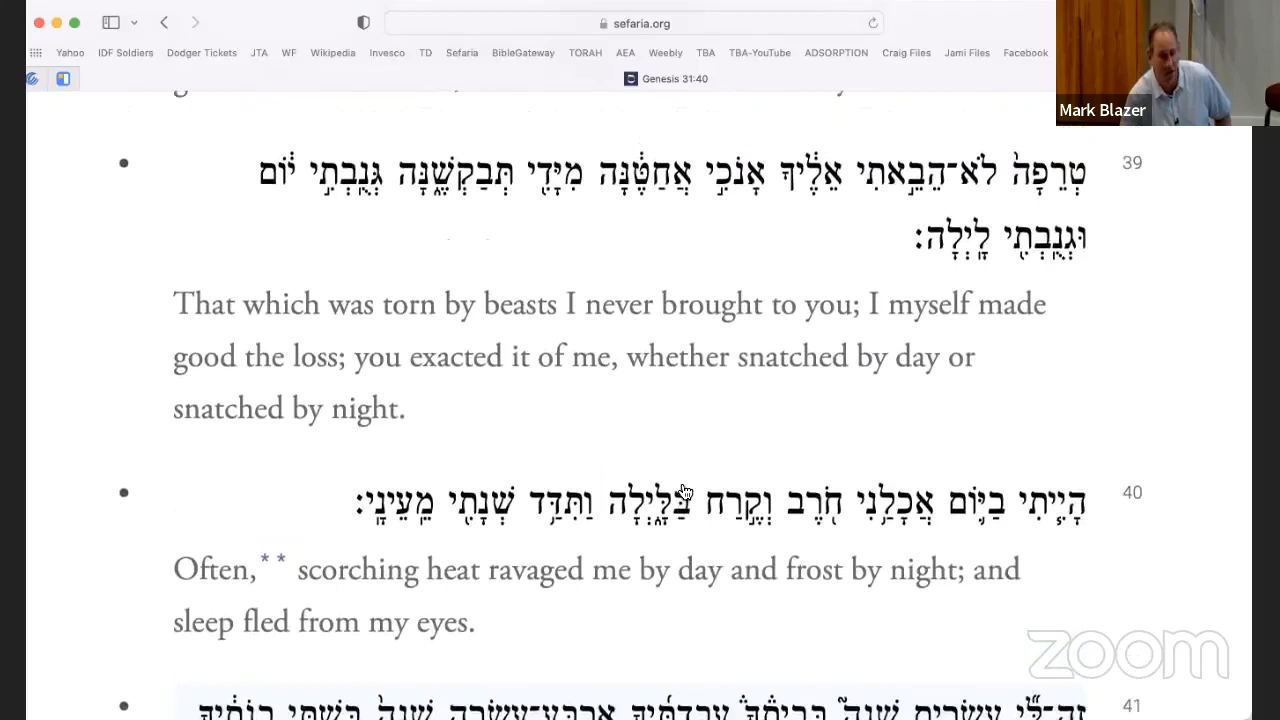 sefaria.org
Yahoo IDF Soldiers Dodger Tickets JTA WF Wikipedia Invesco TD Sefaria BibleGateway TORAH AEA Weebly TBA TBA-YouTube ADSORPTION Craig Files Jami Files Facebook
Genesis 31:40
Mark Blazer
39
טְרֵפָה֙ לֹא־הֵבֵ֣אתִי אֵלֶ֔יךָ אָנֹכִ֣י אֲחַטֶּ֔נָּה מִיָּדִ֖י תְּבַקְשֶׁ֑נָּה גְּנֻֽבְתִ֣י י֔וֹם
וּגְנֻֽבְתִ֖י לָֽיְלָה׃
That which was torn by beasts I never brought to you; I myself made
good the loss; you exacted it of me, whether snatched by day or
snatched by night.
40
הָיִ֧יתִי בַיּ֛וֹם אֲכָלַ֥נִי חֹ֖רֶב וְקֶ֣רַח בַּלָּ֑יְלָה וַתִּדַּ֥ד שְׁנָתִ֖י מֵֽעֵינָֽי׃
Often,* * scorching heat ravaged me by day and frost by night; and
sleep fled from my eyes.
41
זֶה־לִּ֞י עֶשְׂרִ֣ים שָׁנָה֮ בְּבֵיתֶ֒ךָ֒ עֲבַדְתִּ֜יךָ אַרְבַּֽע־עֶשְׂרֵ֤ה שָׁנָה֙ בִּשְׁתֵּ֣י בְנֹתֶ֔יךָ
zoom